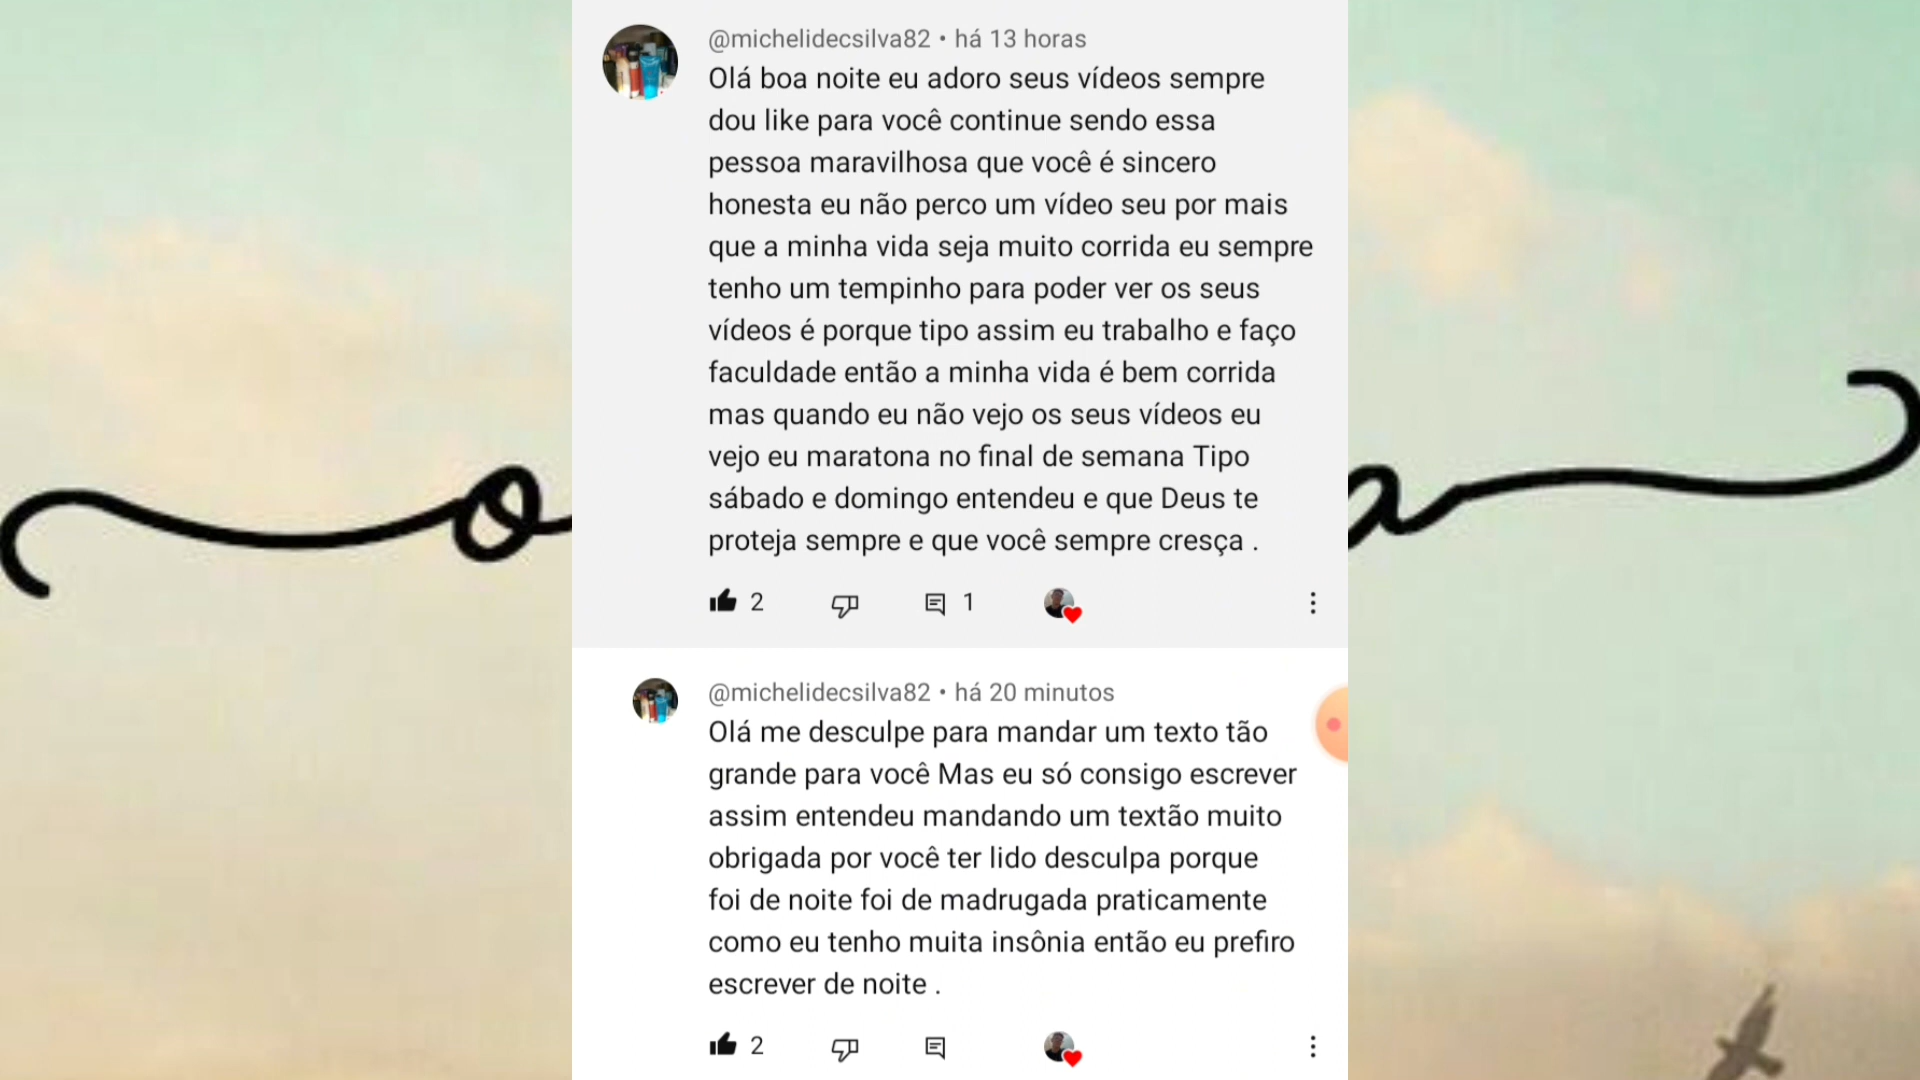 @michelidecsilva82 • há 13 horas
Olá boa noite eu adoro seus vídeos sempre
dou like para você continue sendo essa
pessoa maravilhosa que você é sincero
honesta eu não perco um vídeo seu por mais
que a minha vida seja muito corrida eu sempre
tenho um tempinho para poder ver os seus
vídeos é porque tipo assim eu trabalho e faço
faculdade então a minha vida é bem corrida
mas quando eu não vejo os seus vídeos eu
vejo eu maratona no final de semana Tipo
sábado e domingo entendeu e que Deus te
proteja sempre e que você sempre cresça .
2
1
@michelidecsilva82 • há 20 minutos
Olá me desculpe para mandar um texto tão
grande para você Mas eu só consigo escrever
assim entendeu mandando um textão muito
obrigada por você ter lido desculpa porque
foi de noite foi de madrugada praticamente
como eu tenho muita insônia então eu prefiro
escrever de noite .
2